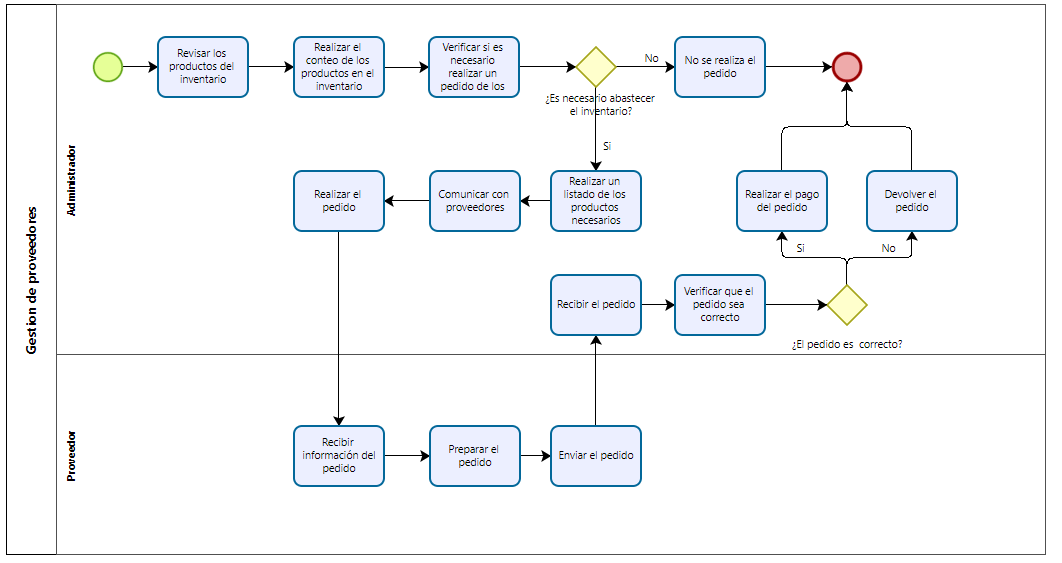 Gestion de proveedores
Administrador
Revisar los
productos del
inventario
Realizar el
conteo de los
productos en el
inventario
Verificar si es
necesario
realizar un
pedido de los
¿Es necesario abastecer
el inventario?
No
No se realiza el
pedido
Si
Realizar un
listado de los
productos
necesarios
Comunicar con
proveedores
Realizar el
pedido
Realizar el pago
del pedido
Devolver el
pedido
Si
No
Recibir el pedido
Verificar que el
pedido sea
correcto
¿El pedido es correcto?
Proveedor
Recibir
información del
pedido
Preparar el
pedido
Enviar el pedido